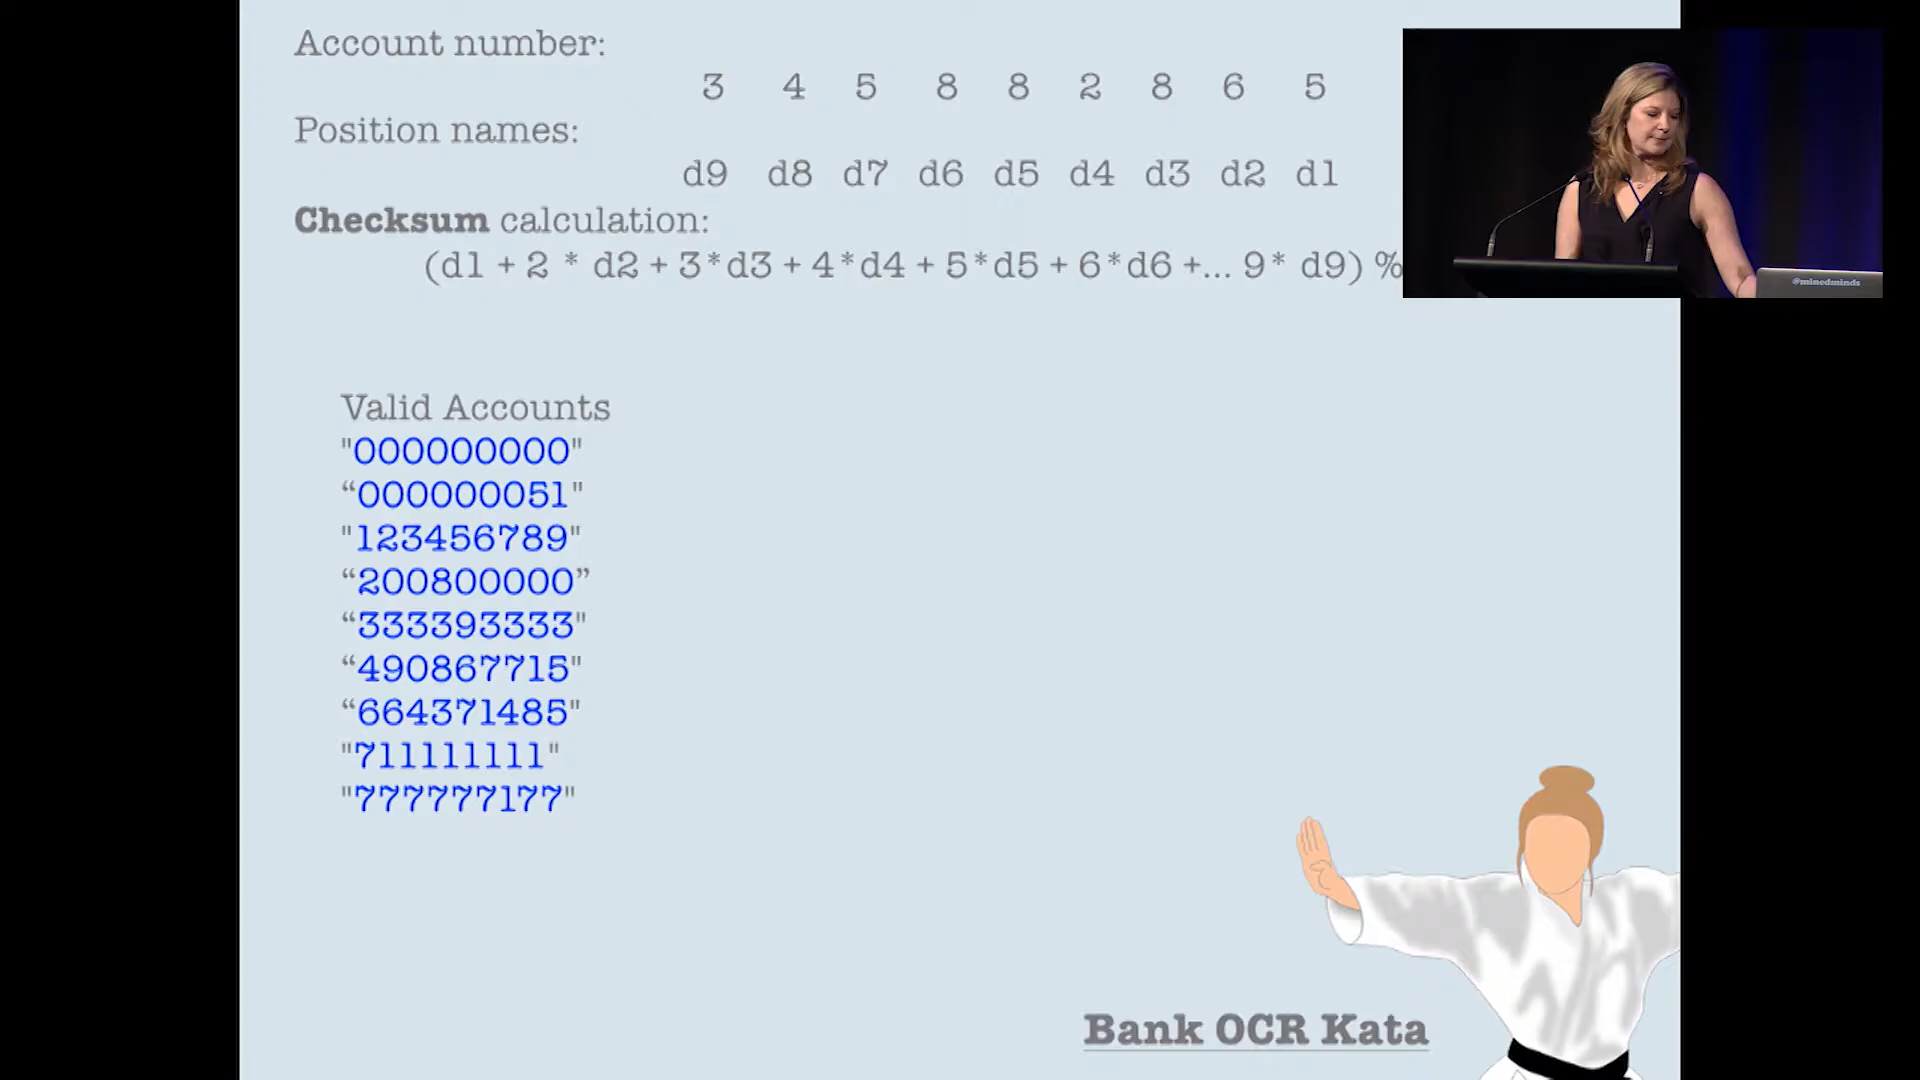 Account number:
3 4 5 8 8 2 8 6 5
Position names:
d9 d8 d7 d6 d5 d4 d3 d2 d1
Checksum calculation:
(d1 + 2 * d2 + 3*d3 + 4*d4 + 5*d5 + 6*d6 +... 9* d9) %
@minedminds
Valid Accounts
"000000000"
“000000051"
"123456789"
“200800000”
“333393333"
“490867715"
“664371485"
"711111111"
"777777177"
Bank OCR Kata